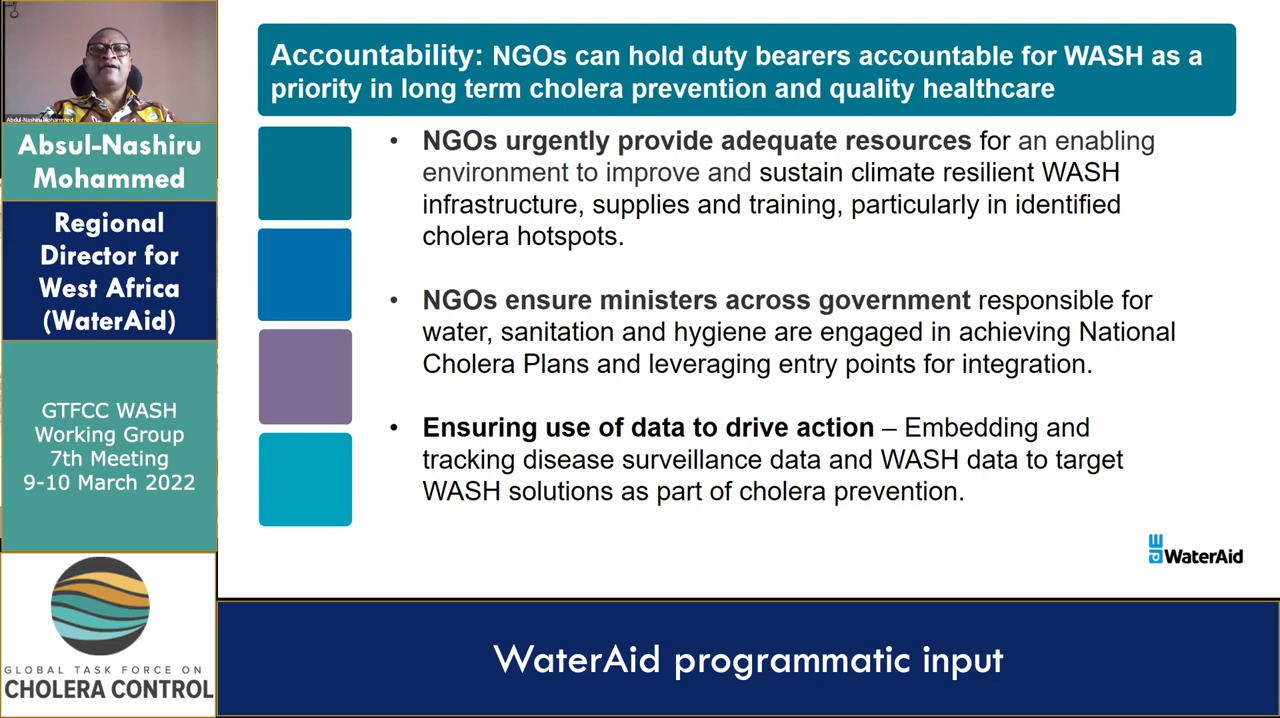 Abdul-Nashiru Mohammed
Absul-Nashiru
Mohammed
Regional
Director for
West Africa
(WaterAid)
GTFCC WASH
Working Group
7th Meeting
9-10 March 2022
GLOBAL TASK FORCE ON
CHOLERA CONTROL
Accountability: NGOs can hold duty bearers accountable for WASH as a
priority in long term cholera prevention and quality healthcare
• NGOs urgently provide adequate resources for an enabling
environment to improve and sustain climate resilient WASH
infrastructure, supplies and training, particularly in identified
cholera hotspots.
• NGOs ensure ministers across government responsible for
water, sanitation and hygiene are engaged in achieving National
Cholera Plans and leveraging entry points for integration.
• Ensuring use of data to drive action – Embedding and
tracking disease surveillance data and WASH data to target
WASH solutions as part of cholera prevention.
WaterAid
WaterAid programmatic input